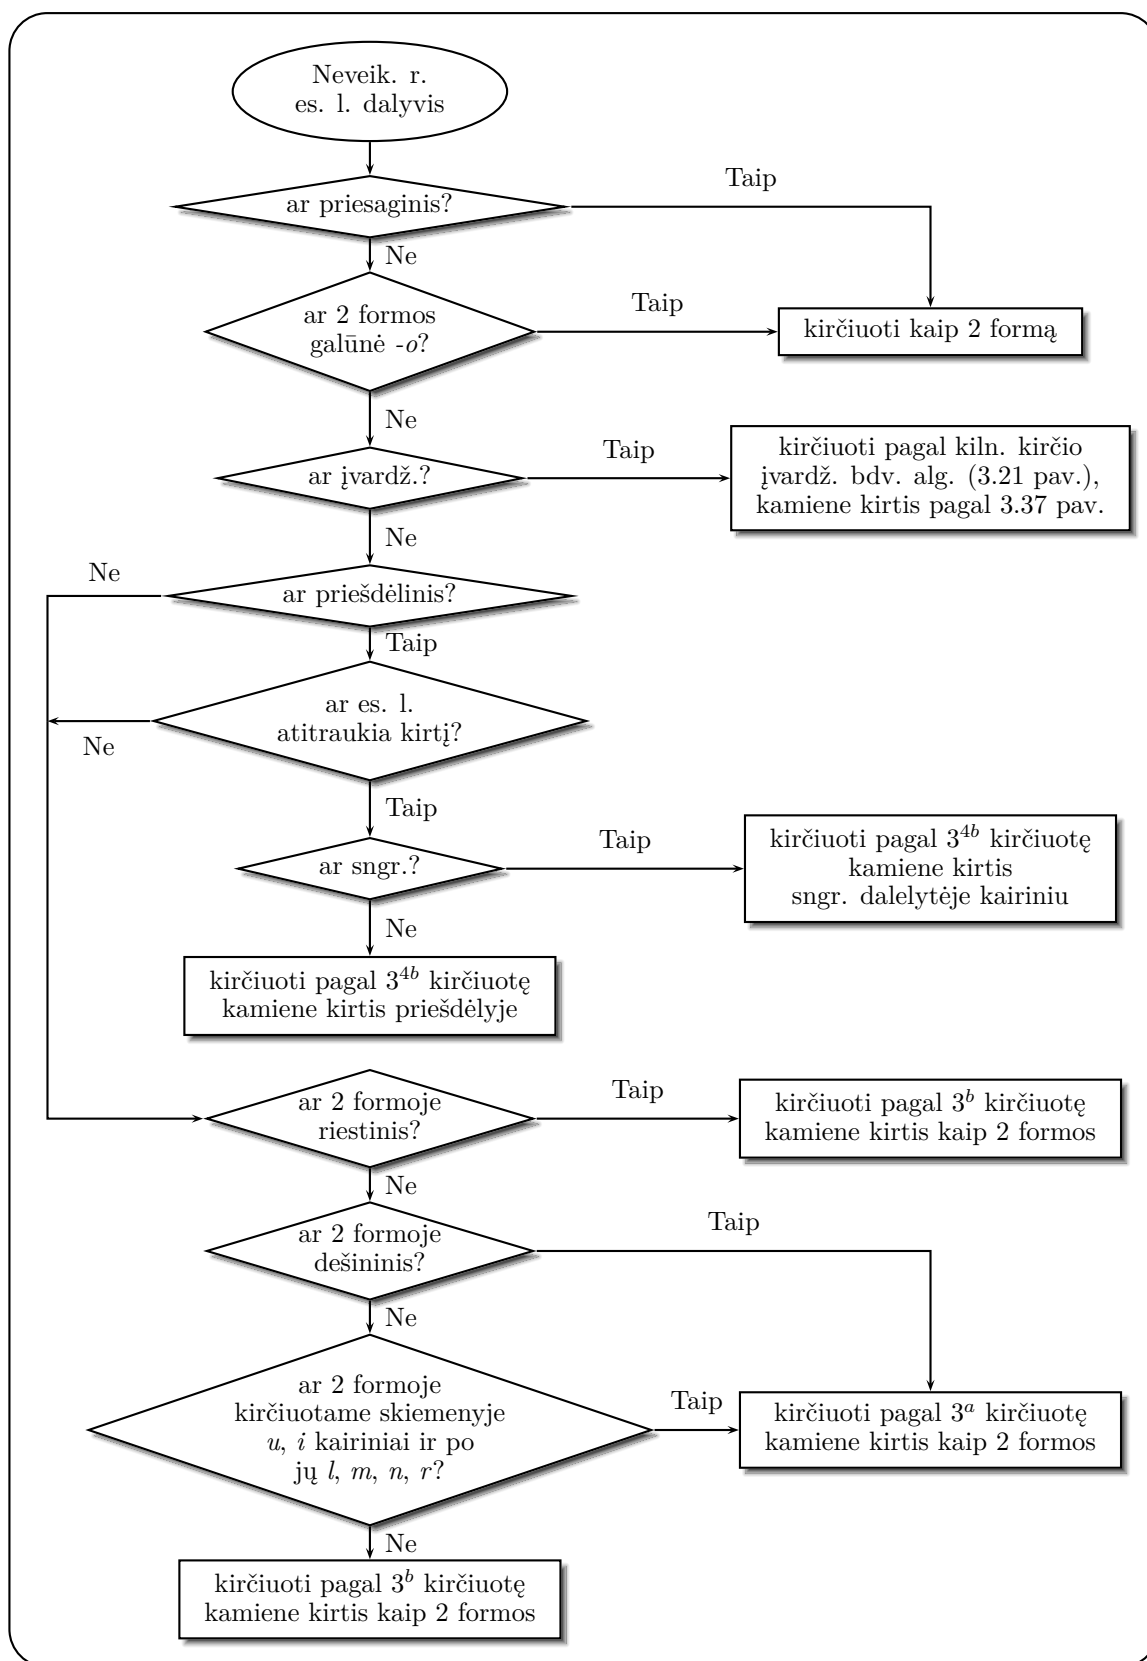 Neveik. r.
es. l. dalyvis
Taip
ar priesaginis?
Ne
ar 2 formos
galūnė -o?
Taip
kirčiuoti kaip 2 formą
Ne
ar įvardž.?
Taip
kirčiuoti pagal kiln. kirčio
įvardž. bdv. alg. (3.21 pav.),
kamiene kirtis pagal 3.37 pav.
Ne
Ne
ar priešdėlinis?
Taip
ar es. l.
atitraukia kirtį?
Ne
Taip
ar sngr.?
Taip
kirčiuoti pagal 3^{4b} kirčiuotę
kamiene kirtis
sngr. dalelytėje kairiniu
Ne
kirčiuoti pagal 3^{4b} kirčiuotę
kamiene kirtis priešdėlyje
ar 2 formoje
riestinis?
Taip
kirčiuoti pagal 3^b kirčiuotę
kamiene kirtis kaip 2 formos
Ne
ar 2 formoje
dešininis?
Taip
Ne
ar 2 formoje
kirčiuotame skiemenyje
u, i kairiniai ir po
jų l, m, n, r?
Taip
kirčiuoti pagal 3^a kirčiuotę
kamiene kirtis kaip 2 formos
Ne
kirčiuoti pagal 3^b kirčiuotę
kamiene kirtis kaip 2 formos